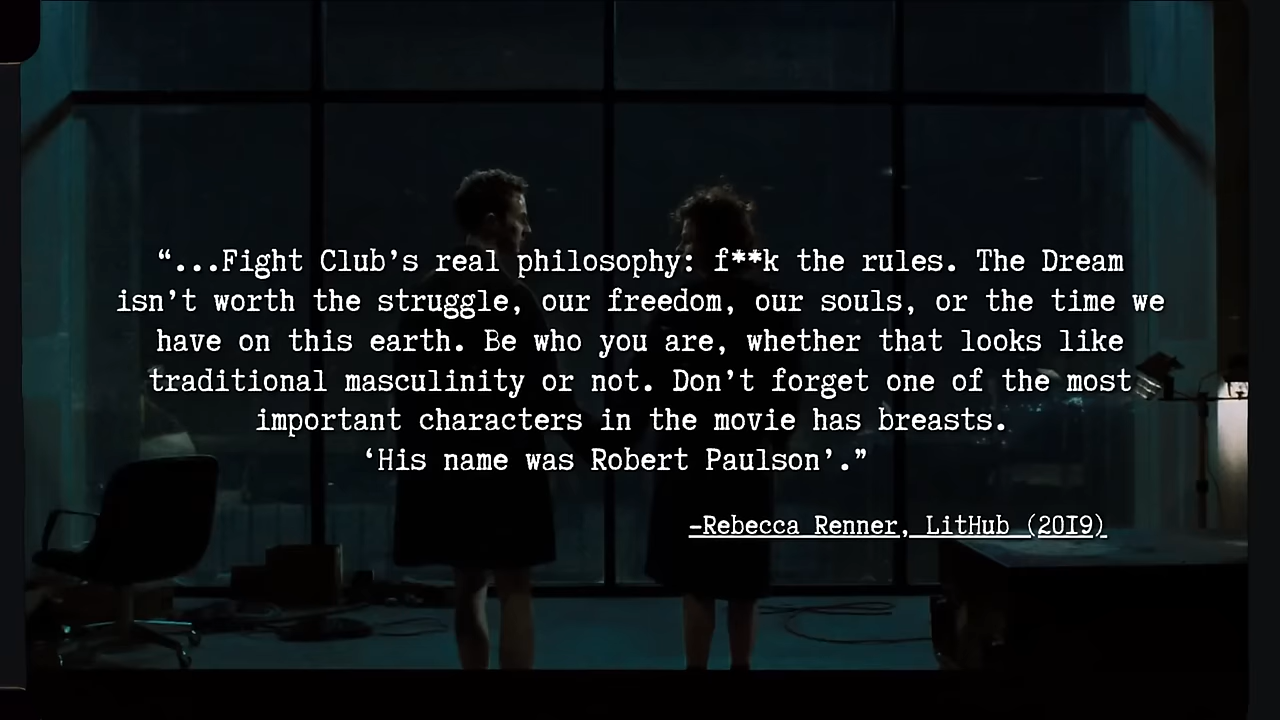 “...Fight Club’s real philosophy: f**k the rules. The Dream
isn’t worth the struggle, our freedom, our souls, or the time we
have on this earth. Be who you are, whether that looks like
traditional masculinity or not. Don’t forget one of the most
important characters in the movie has breasts.
‘His name was Robert Paulson’.”
-Rebecca Renner, LitHub (2019)